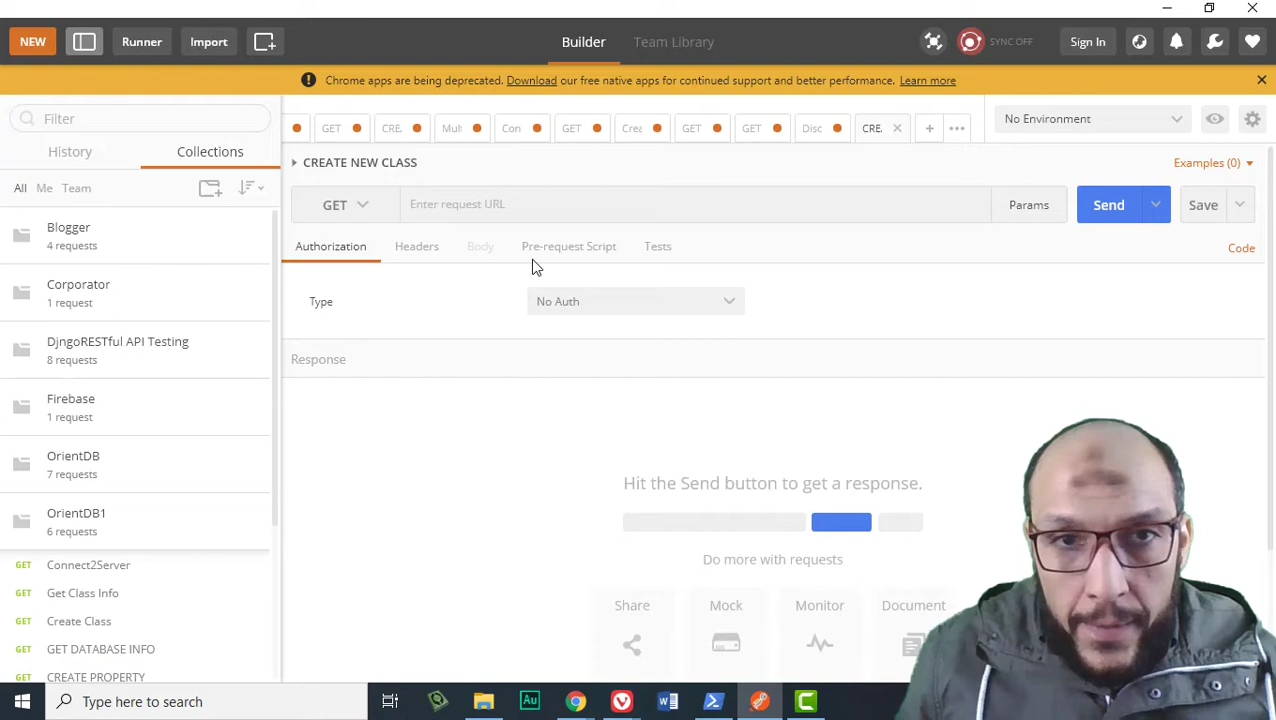 NEW
Runner
Import
Builder
Team Library
SYNC OFF
Sign In
Chrome apps are being deprecated. Download our free native apps for continued support and better performance. Learn more
Filter
GET
CRE.
Mul
Con
GET
Crea
GET
GET
Disc
CRE.
No Environment
History
Collections
CREATE NEW CLASS
Examples (0)
All
Me
Team
GET
Enter request URL
Params
Send
Save
Blogger
4 requests
Authorization
Headers
Body
Pre-request Script
Tests
Code
Corporator
1 request
Type
No Auth
DjngoRESTful API Testing
8 requests
Response
Firebase
1 request
OrientDB
7 requests
Hit the Send button to get a response.
OrientDB1
6 requests
Do more with requests
GET Connect2Server
GET Get Class Info
GET Create Class
GET GET DATABASE INFO
GET CREATE PROPERTY
Share
Mock
Monitor
Document
Type here to search